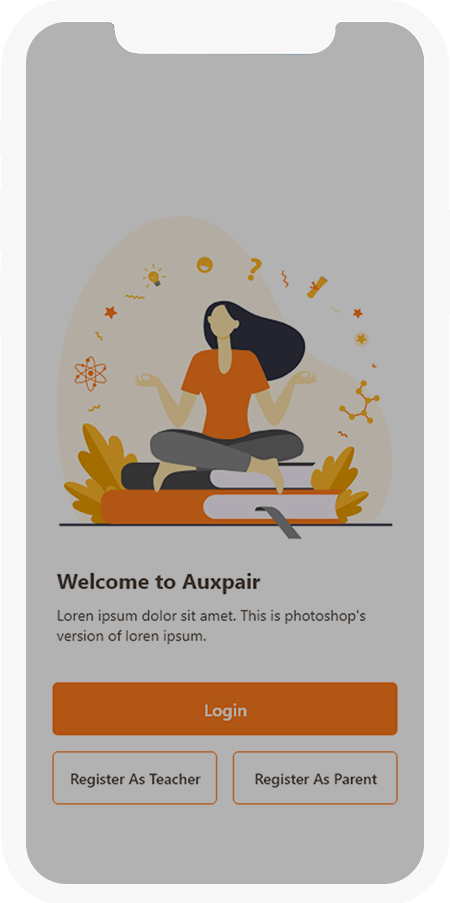 Welcome to Auxpair
Loren ipsum dolor sit amet. This is photoshop's
version of loren ipsum.
Login
Register As Teacher
Register As Parent